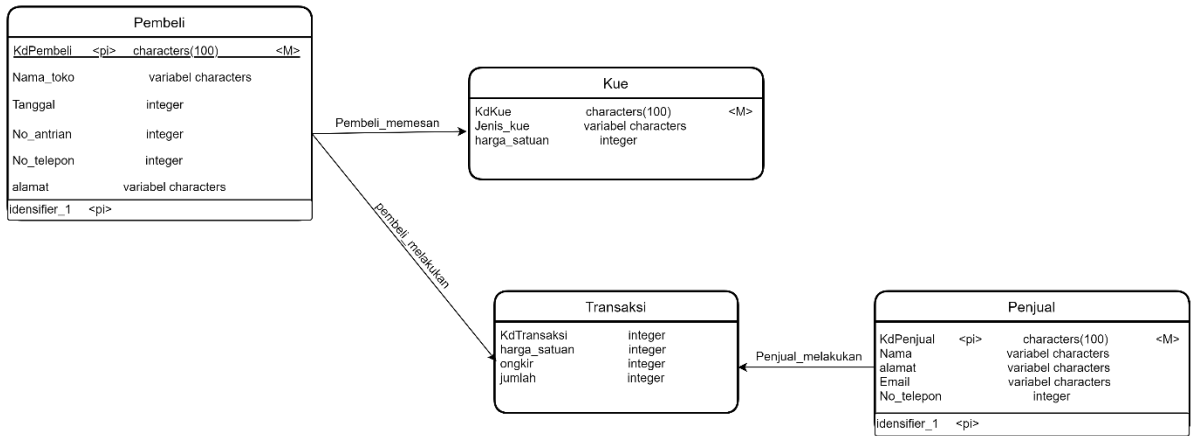 Pembeli
KdPembeli <pi> characters(100) <M>
Nama_toko variabel characters
Tanggal integer
No_antrian integer
No_telepon integer
alamat variabel characters
idensifier_1 <pi>
Pembeli_memesan
Kue
KdKue characters(100) <M>
Jenis_kue variabel characters
harga_satuan integer
pembeli_melakukan
Transaksi
KdTransaksi integer
harga_satuan integer
ongkir integer
jumlah integer
Penjual_melakukan
Penjual
KdPenjual <pi> characters(100) <M>
Nama variabel characters
alamat variabel characters
Email variabel characters
No_telepon integer
idensifier_1 <pi>